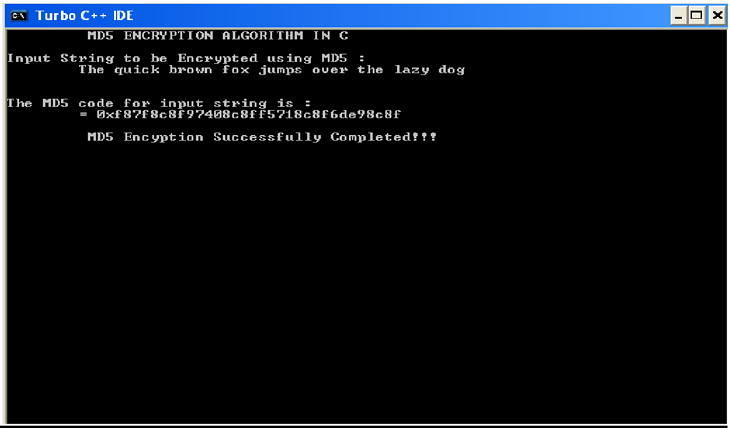 Turbo C++ IDE
MD5 ENCRYPTION ALGORITHM IN C
Input String to be Encrypted using MD5 :
The quick brown fox jumps over the lazy dog
The MD5 code for input string is :
= 0xf87f8c8f97408c8ff5718c8f6de98c8f
MD5 Encyption Successfully Completed!!!